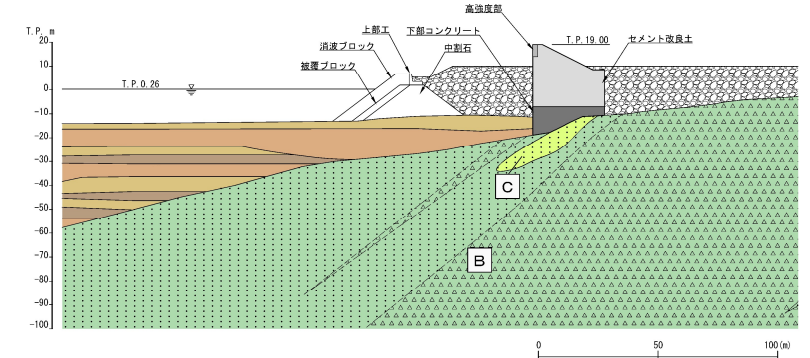 高強度部
T.P. m
上部工
下部コンクリート
T.P.19.00
セメント改良土
消波ブロック
中割石
被覆ブロック
T.P.0.26
20
10
0
-10
-20
-30
-40
-50
-60
-70
-80
-90
-100
C
B
0
50
100(m)